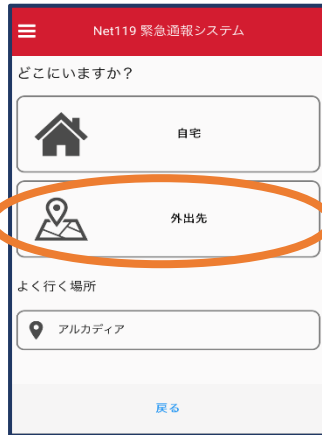 Net119 緊急通報システム
どこにいますか？
自宅
外出先
よく行く場所
アルカディア
戻る